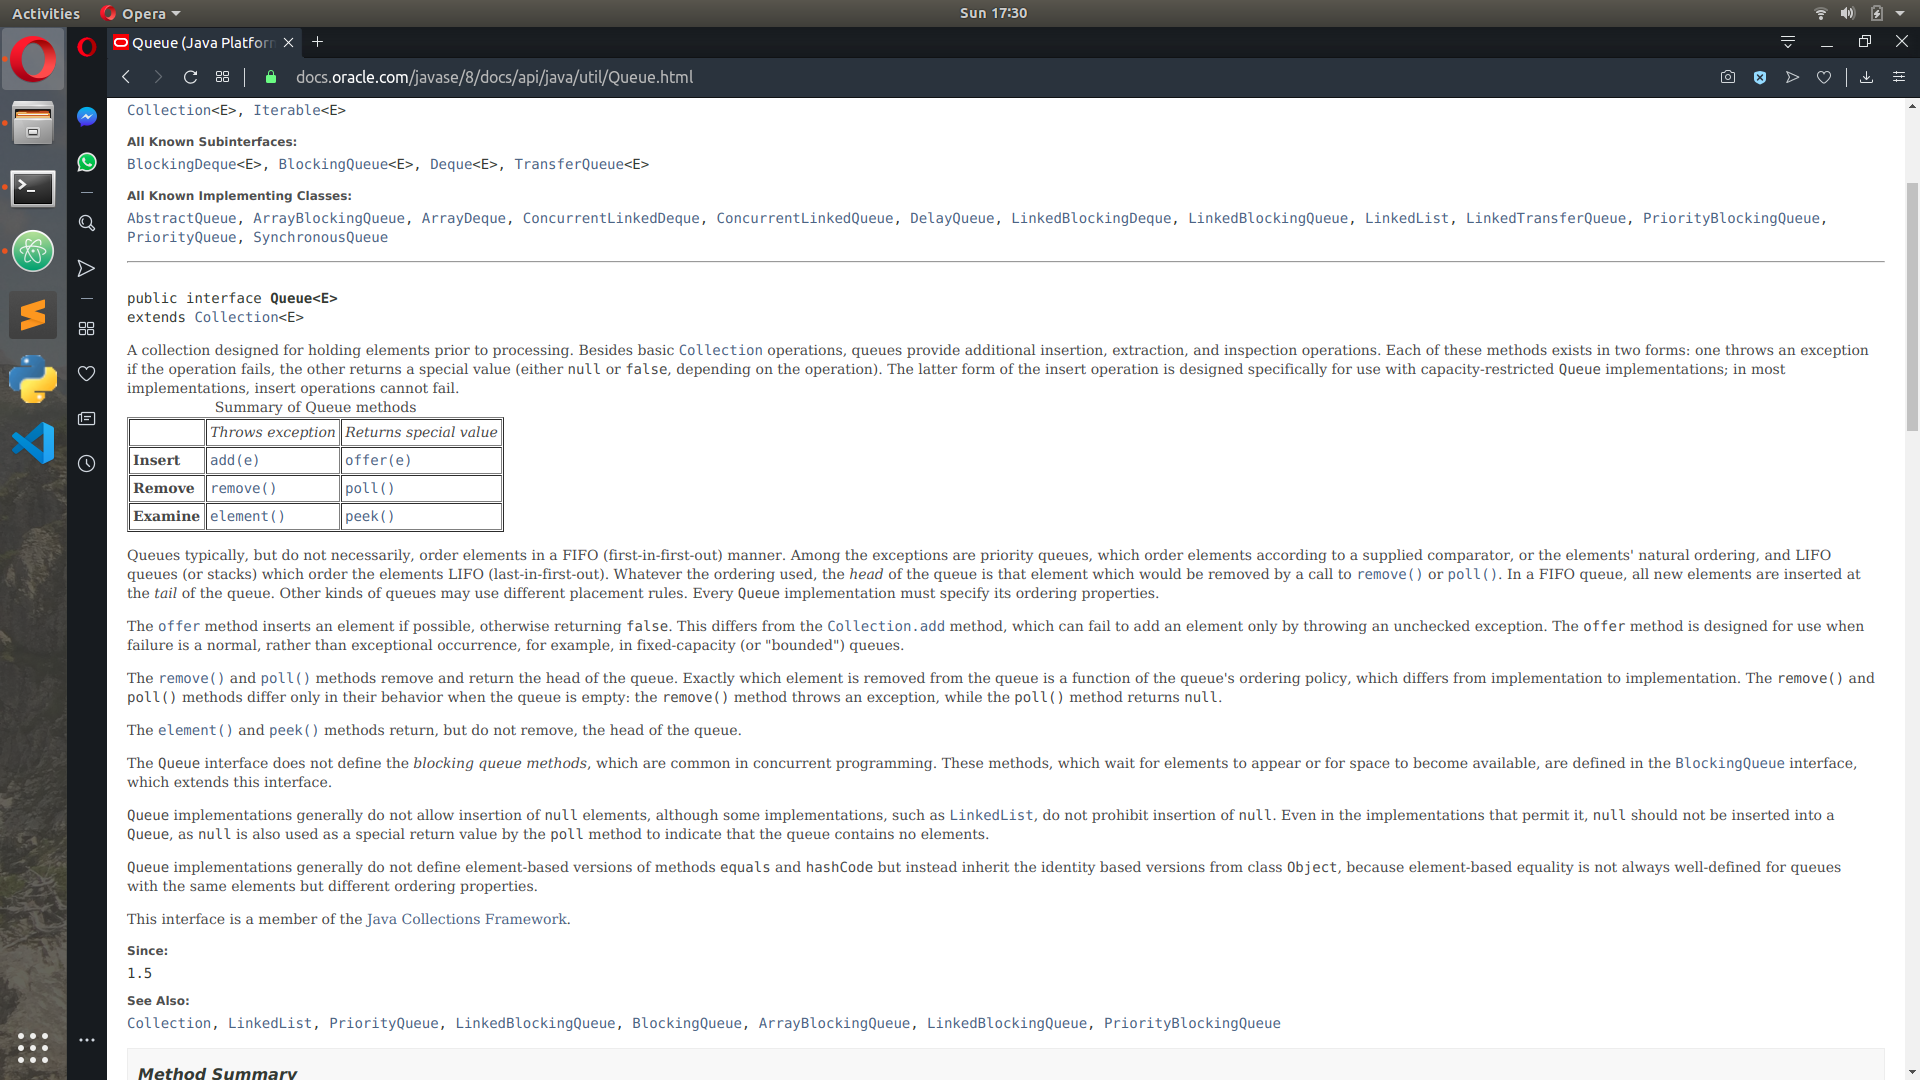 Activities
Opera
Sun 17:30
Queue (Java Platforn
docs.oracle.com/javase/8/docs/api/java/util/Queue.html
Collection<E>, Iterable<E>
All Known Subinterfaces:
BlockingDeque<E>, BlockingQueue<E>, Deque<E>, TransferQueue<E>
All Known Implementing Classes:
AbstractQueue, ArrayBlockingQueue, ArrayDeque, ConcurrentLinkedDeque, ConcurrentLinkedQueue, DelayQueue, LinkedBlockingDeque, LinkedBlockingQueue, LinkedList, LinkedTransferQueue, PriorityBlockingQueue,
PriorityQueue, SynchronousQueue
public interface Queue<E>
extends Collection<E>
A collection designed for holding elements prior to processing. Besides basic Collection operations, queues provide additional insertion, extraction, and inspection operations. Each of these methods exists in two forms: one throws an exception
if the operation fails, the other returns a special value (either null or false, depending on the operation). The latter form of the insert operation is designed specifically for use with capacity-restricted Queue implementations; in most
implementations, insert operations cannot fail.
Summary of Queue methods
Throws exception Returns special value
Insert add(e) offer(e)
Remove remove() poll()
Examine element() peek()
Queues typically, but do not necessarily, order elements in a FIFO (first-in-first-out) manner. Among the exceptions are priority queues, which order elements according to a supplied comparator, or the elements' natural ordering, and LIFO
queues (or stacks) which order the elements LIFO (last-in-first-out). Whatever the ordering used, the head of the queue is that element which would be removed by a call to remove() or poll(). In a FIFO queue, all new elements are inserted at
the tail of the queue. Other kinds of queues may use different placement rules. Every Queue implementation must specify its ordering properties.
The offer method inserts an element if possible, otherwise returning false. This differs from the Collection.add method, which can fail to add an element only by throwing an unchecked exception. The offer method is designed for use when
failure is a normal, rather than exceptional occurrence, for example, in fixed-capacity (or "bounded") queues.
The remove() and poll() methods remove and return the head of the queue. Exactly which element is removed from the queue is a function of the queue's ordering policy, which differs from implementation to implementation. The remove() and
poll() methods differ only in their behavior when the queue is empty: the remove() method throws an exception, while the poll() method returns null.
The element() and peek() methods return, but do not remove, the head of the queue.
The Queue interface does not define the blocking queue methods, which are common in concurrent programming. These methods, which wait for elements to appear or for space to become available, are defined in the BlockingQueue interface,
which extends this interface.
Queue implementations generally do not allow insertion of null elements, although some implementations, such as LinkedList, do not prohibit insertion of null. Even in the implementations that permit it, null should not be inserted into a
Queue, as null is also used as a special return value by the poll method to indicate that the queue contains no elements.
Queue implementations generally do not define element-based versions of methods equals and hashCode but instead inherit the identity based versions from class Object, because element-based equality is not always well-defined for queues
with the same elements but different ordering properties.
This interface is a member of the Java Collections Framework.
Since:
1.5
See Also:
Collection, LinkedList, PriorityQueue, LinkedBlockingQueue, BlockingQueue, ArrayBlockingQueue, LinkedBlockingQueue, PriorityBlockingQueue
Method Summary